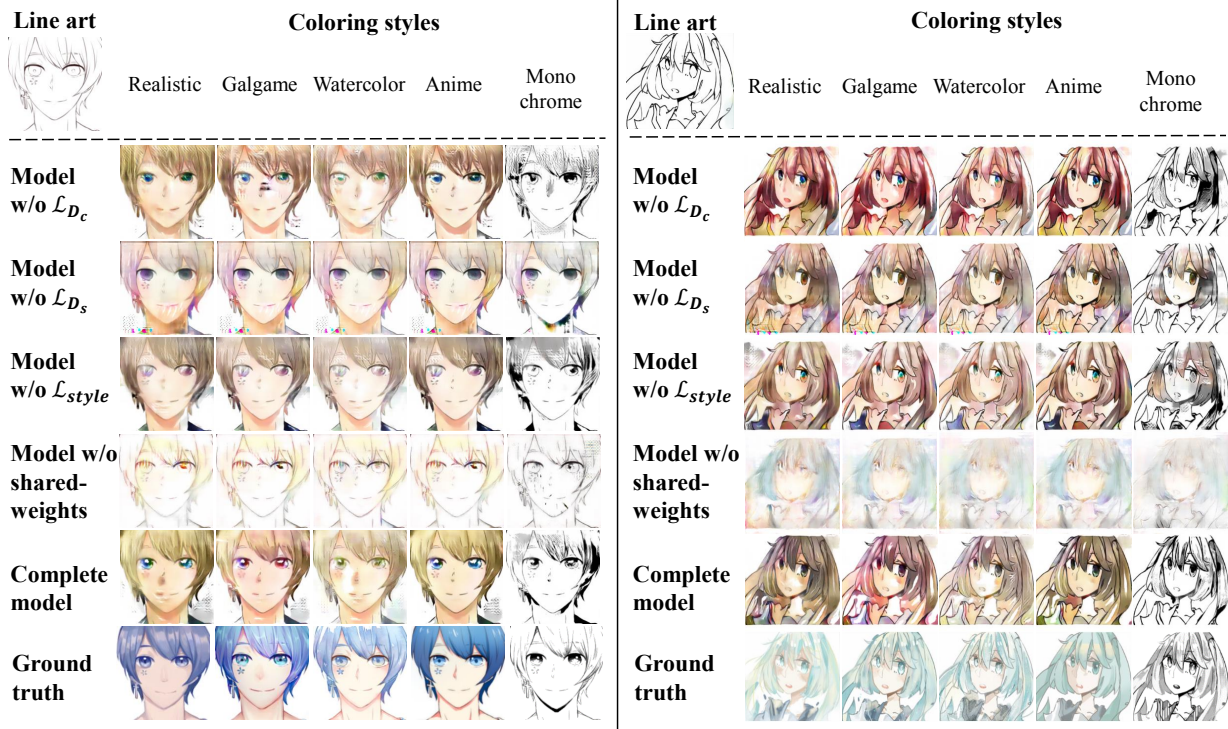 Line art
Coloring styles
Realistic Galgame Watercolor Anime Mono
chrome
Model
w/o ℒ_{D_c}
Model
w/o ℒ_{D_s}
Model
w/o ℒ_{style}
Model w/o
shared-
weights
Complete
model
Ground
truth
Line art
Coloring styles
Realistic Galgame Watercolor Anime Mono
chrome
Model
w/o ℒ_{D_c}
Model
w/o ℒ_{D_s}
Model
w/o ℒ_{style}
Model w/o
shared-
weights
Complete
model
Ground
truth